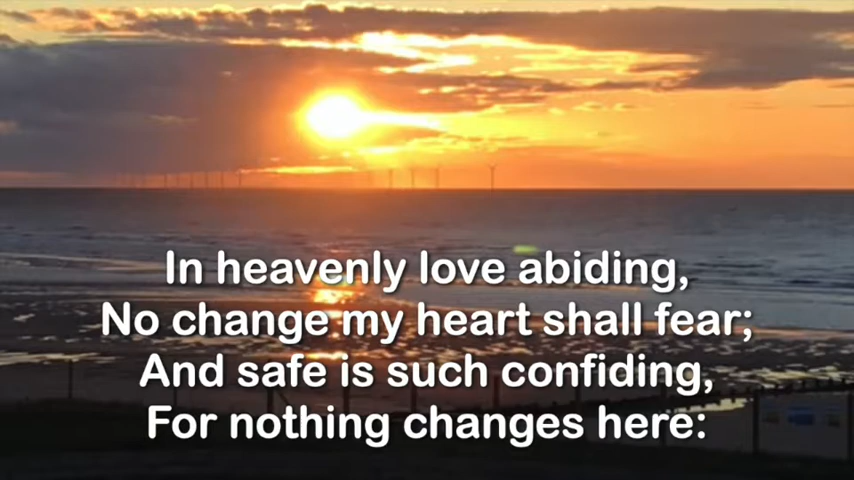 In heavenly love abiding,
No change my heart shall fear;
And safe is such confiding,
For nothing changes here: